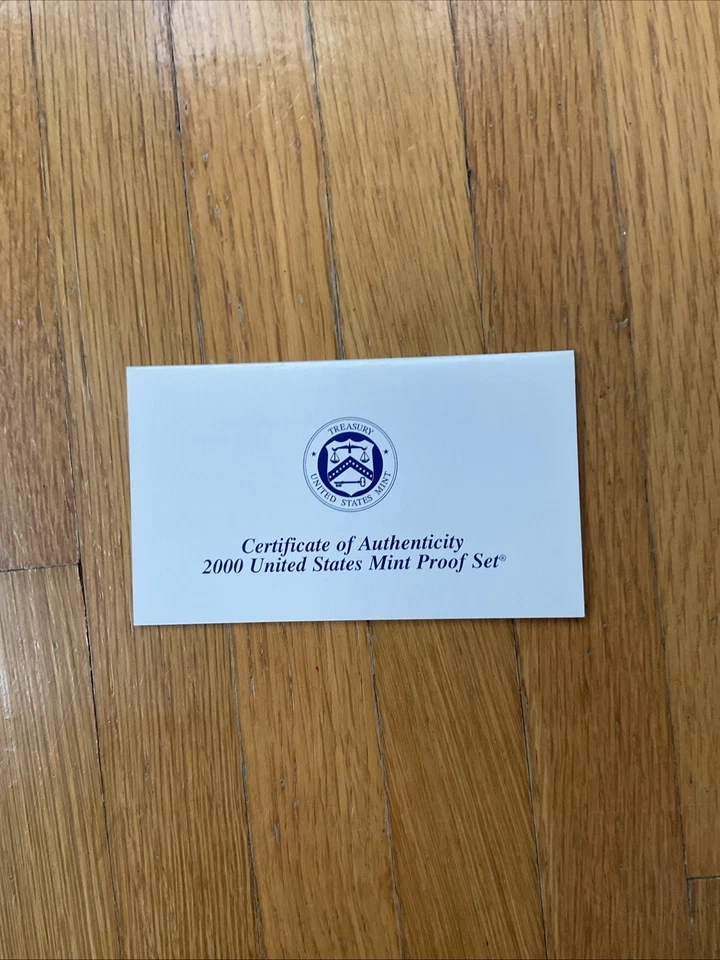 TREASURY
UNITED STATES MINT
Certificate of Authenticity
2000 United States Mint Proof Set®